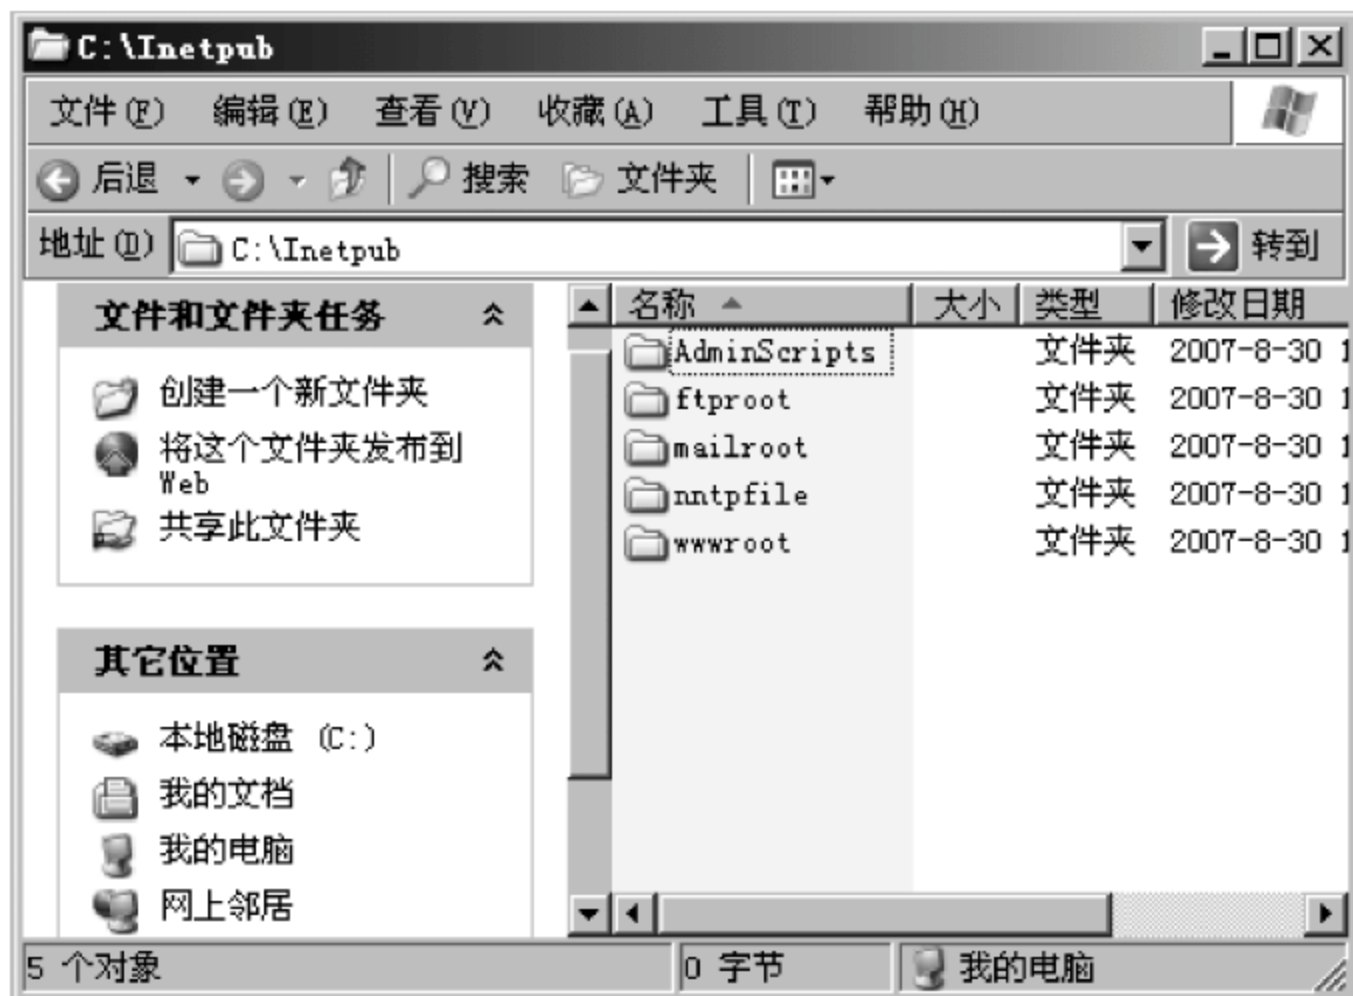 C:\Inetpub
文件(F) 编辑(E) 查看(V) 收藏(A) 工具(T) 帮助(H)
后退 搜索 文件夹
地址(D) C:\Inetpub 转到
文件和文件夹任务
创建一个新文件夹
将这个文件夹发布到
Web
共享此文件夹
其它位置
本地磁盘 (C:)
我的文档
我的电脑
网上邻居
名称 大小 类型 修改日期
AdminScripts 文件夹 2007-8-30 1
ftproot 文件夹 2007-8-30 1
mailroot 文件夹 2007-8-30 1
nntpfile 文件夹 2007-8-30 1
wwwroot 文件夹 2007-8-30 1
5 个对象 0 字节 我的电脑